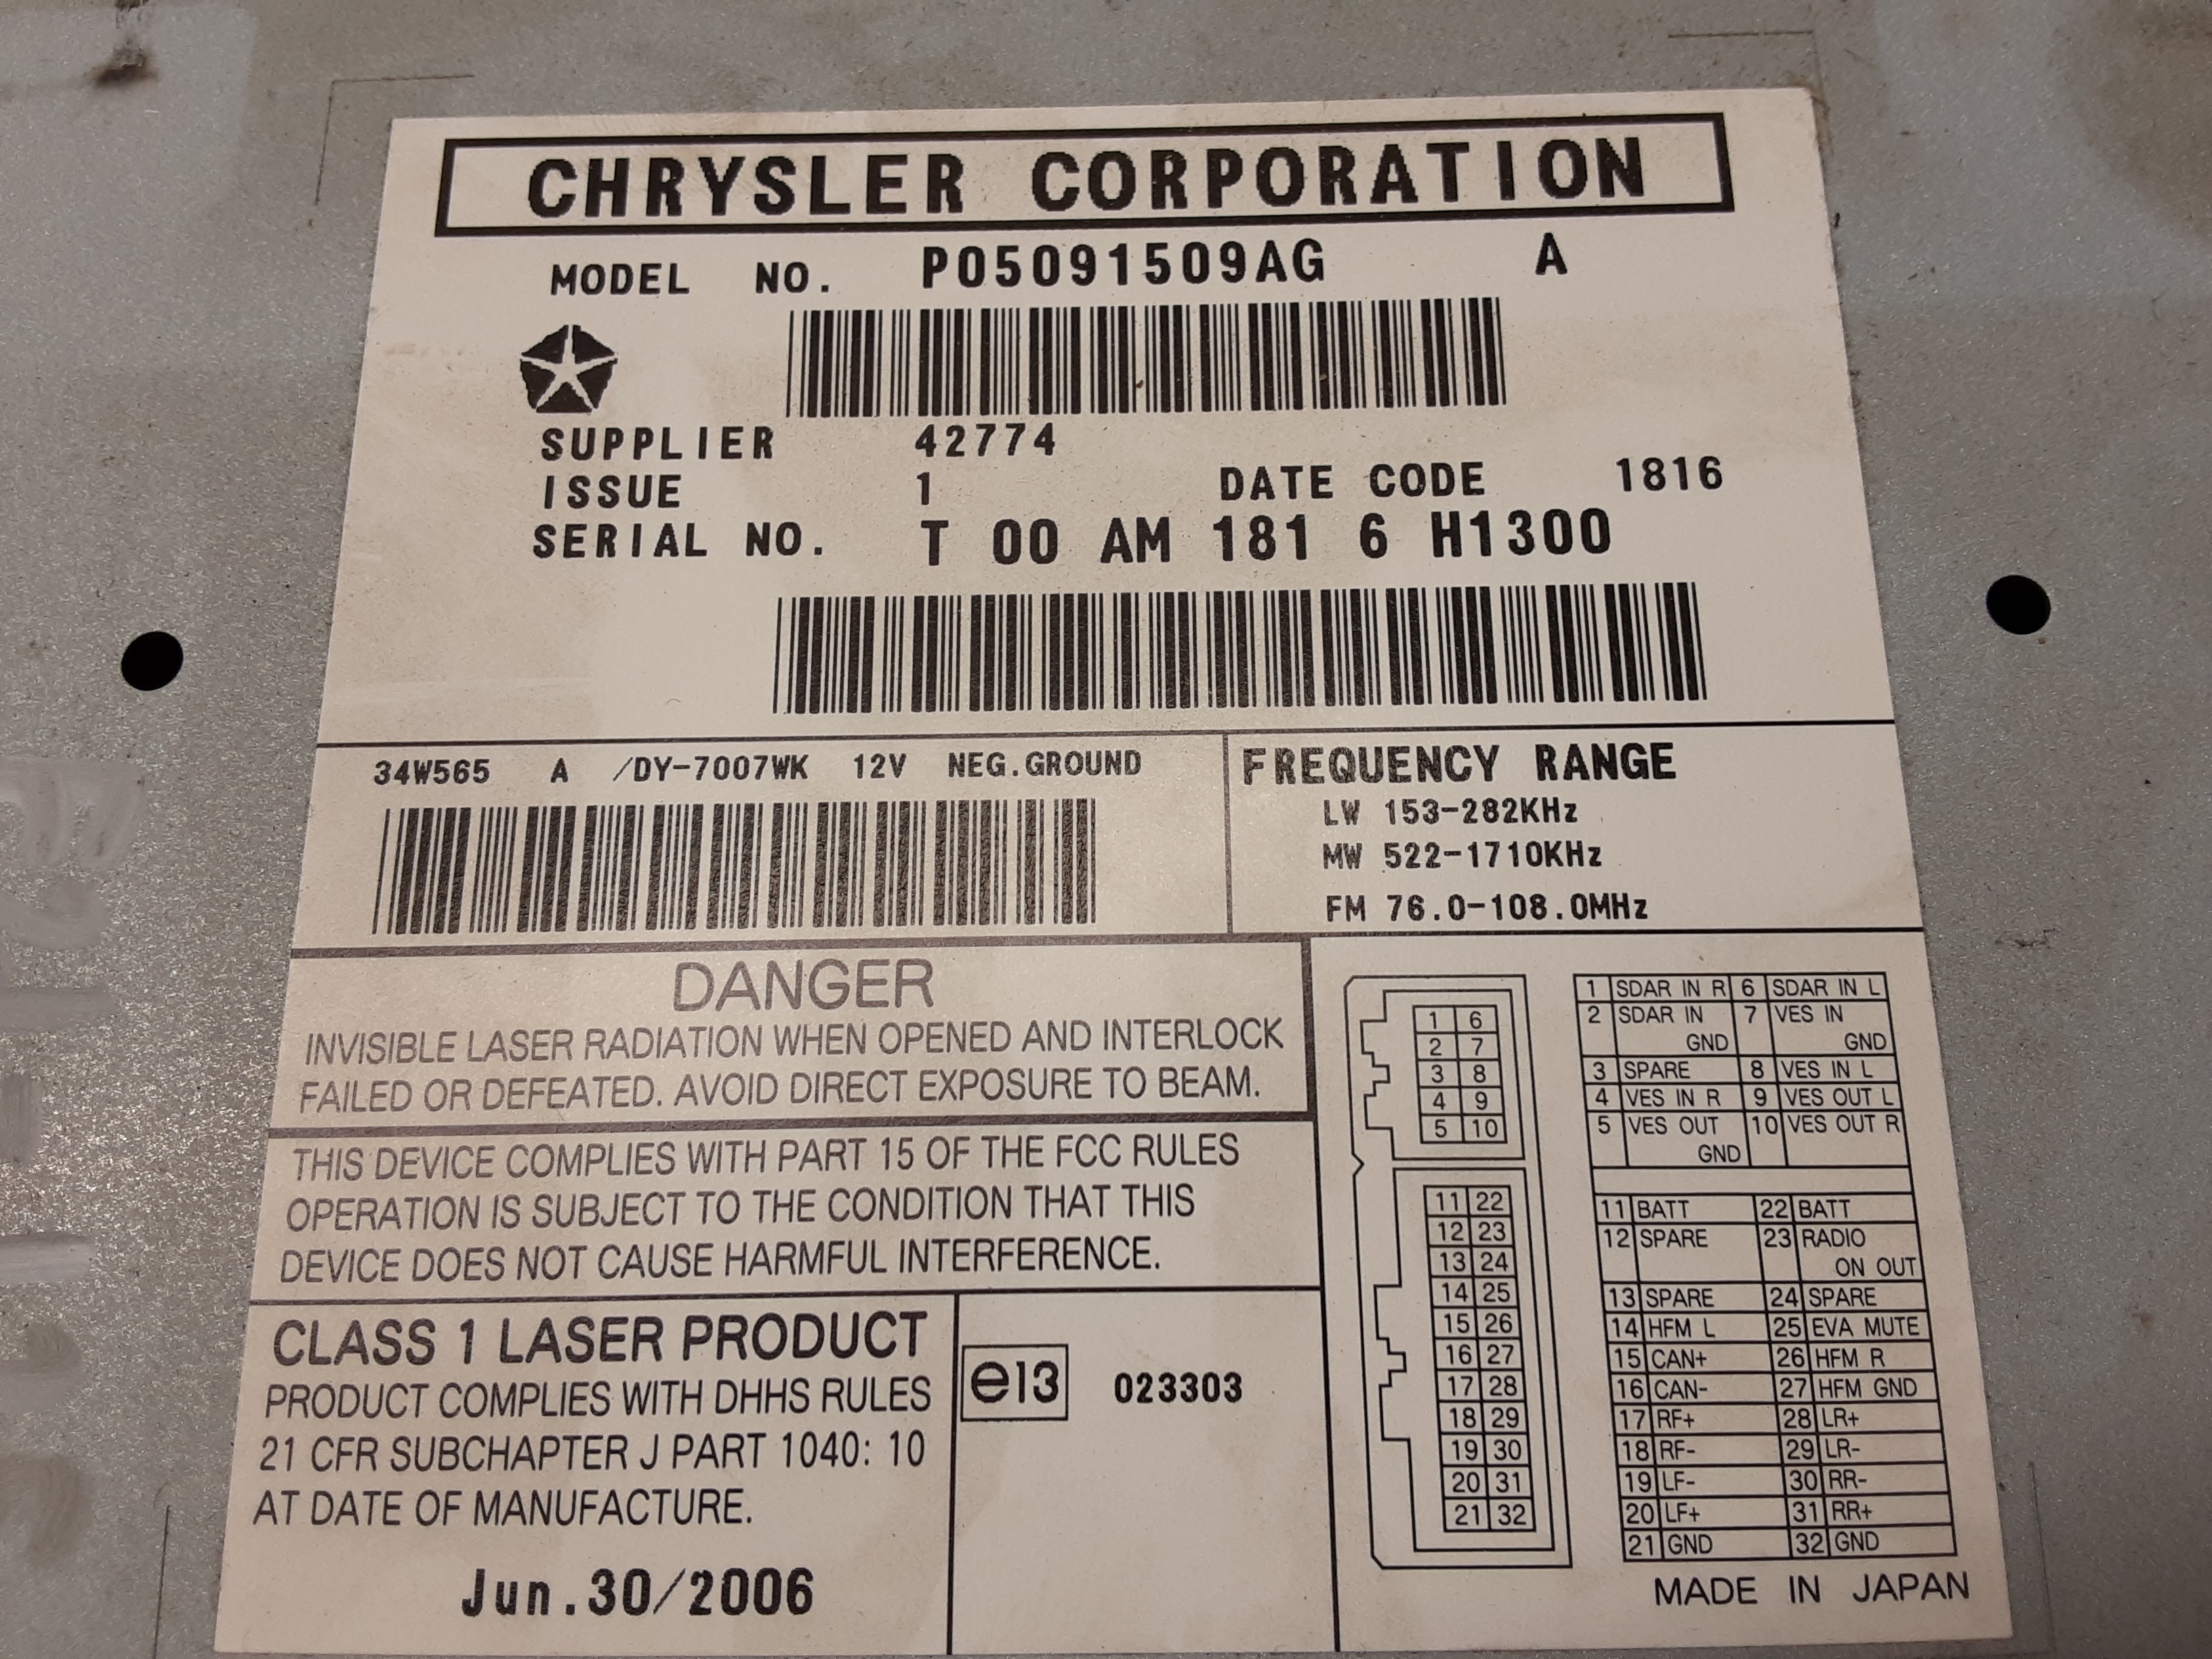 CHRYSLER CORPORATION
MODEL NO. P05091509AG A
SUPPLIER 42774
ISSUE 1 DATE CODE 1816
SERIAL NO. T 00 AM 181 6 H1300
34W565 A /DY-7007WK 12V NEG.GROUND
FREQUENCY RANGE
LW 153-282KHz
MW 522-1710KHz
FM 76.0-108.0MHz
DANGER
INVISIBLE LASER RADIATION WHEN OPENED AND INTERLOCK
FAILED OR DEFEATED. AVOID DIRECT EXPOSURE TO BEAM.
THIS DEVICE COMPLIES WITH PART 15 OF THE FCC RULES
OPERATION IS SUBJECT TO THE CONDITION THAT THIS
DEVICE DOES NOT CAUSE HARMFUL INTERFERENCE.
CLASS 1 LASER PRODUCT
PRODUCT COMPLIES WITH DHHS RULES
21 CFR SUBCHAPTER J PART 1040: 10
AT DATE OF MANUFACTURE.
Jun.30/2006
e13 023303
1 6
2 7
3 8
4 9
5 10
11 22
12 23
13 24
14 25
15 26
16 27
17 28
18 29
19 30
20 31
21 32
1 SDAR IN R 6 SDAR IN L
2 SDAR IN 7 VES IN
GND GND
3 SPARE 8 VES IN L
4 VES IN R 9 VES OUT L
5 VES OUT 10 VES OUT R
GND
11 BATT 22 BATT
12 SPARE 23 RADIO
ON OUT
13 SPARE 24 SPARE
14 HFM L 25 EVA MUTE
15 CAN+ 26 HFM R
16 CAN- 27 HFM GND
17 RF+ 28 LR+
18 RF- 29 LR-
19 LF- 30 RR-
20 LF+ 31 RR+
21 GND 32 GND
MADE IN JAPAN